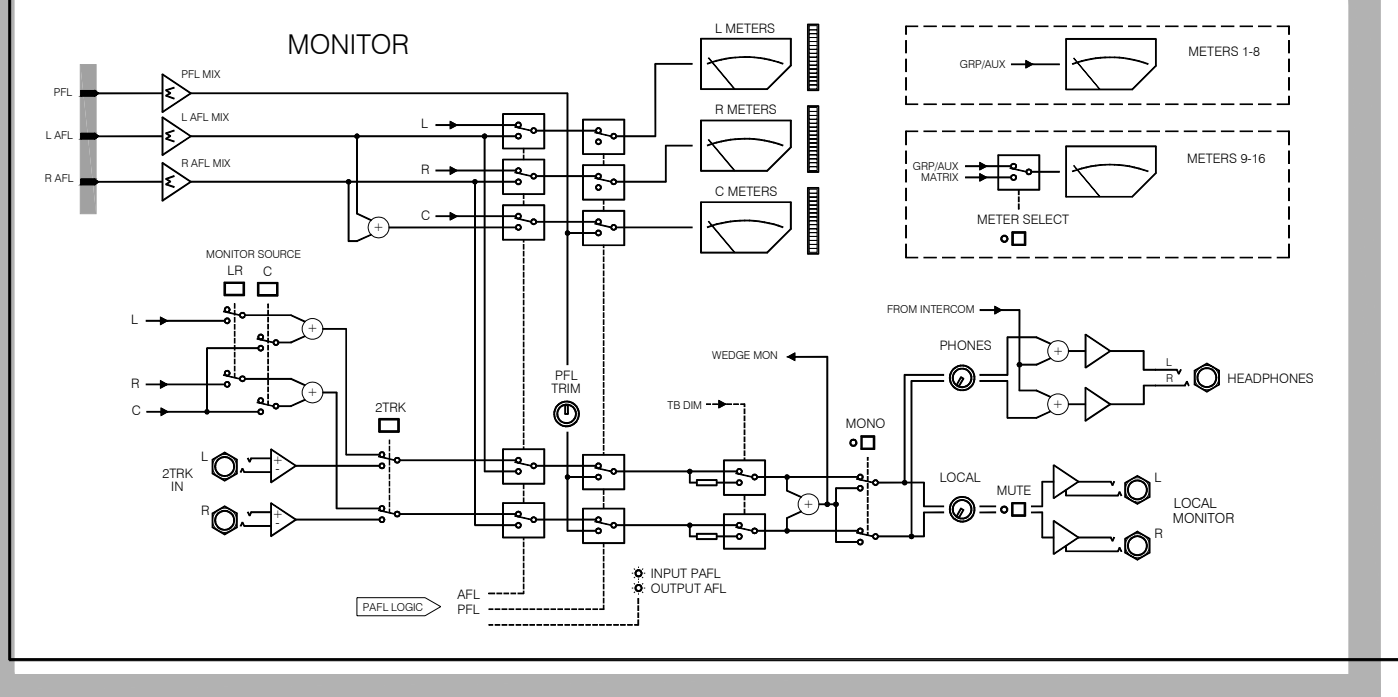 MONITOR
L METERS
METERS 1-8
GRP/AUX
PFL
PFL MIX
L AFL
L AFL MIX
L
R METERS
R AFL
R AFL MIX
R
METERS 9-16
GRP/AUX
MATRIX
C METERS
C
METER SELECT
MONITOR SOURCE
LR C
L
R
C
FROM INTERCOM
PHONES
WEDGE MON
L
R
HEADPHONES
PFL
TRIM
2TRK
TB DIM
MONO
2TRK
IN
L
R
+
-
+
-
LOCAL
MUTE
L
R
LOCAL
MONITOR
INPUT PAFL
OUTPUT AFL
PAFL LOGIC
AFL
PFL